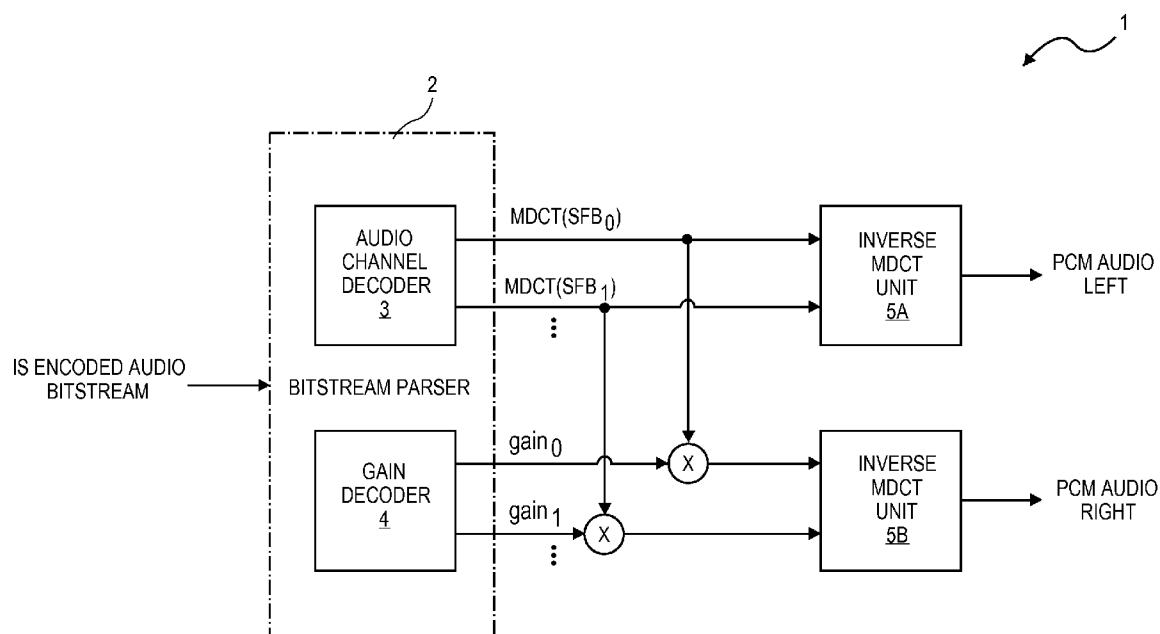 1
2
MDCT(SFB0)
AUDIO
CHANNEL
DECODER
3
MDCT(SFB1)
...
INVERSE
MDCT
UNIT
5A
PCM AUDIO
LEFT
IS ENCODED AUDIO
BITSTREAM
BITSTREAM PARSER
gain0
GAIN
DECODER
4
gain1
...
X
X
INVERSE
MDCT
UNIT
5B
PCM AUDIO
RIGHT